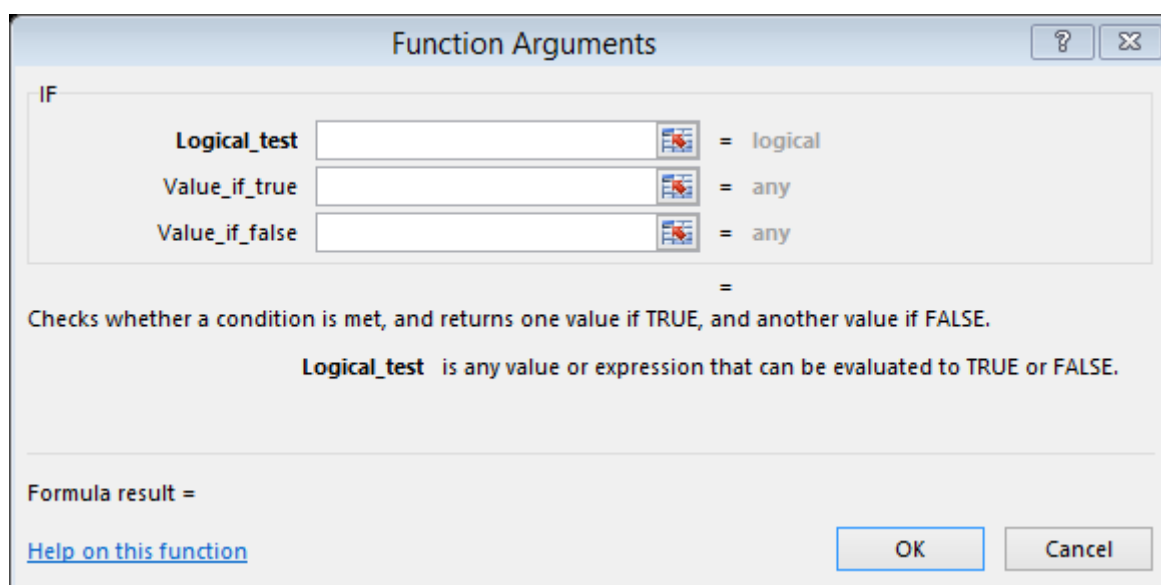 Function Arguments
?
IF
Logical_test = logical
Value_if_true = any
Value_if_false = any
=
Checks whether a condition is met, and returns one value if TRUE, and another value if FALSE.
Logical_test is any value or expression that can be evaluated to TRUE or FALSE.
Formula result =
Help on this function OK Cancel